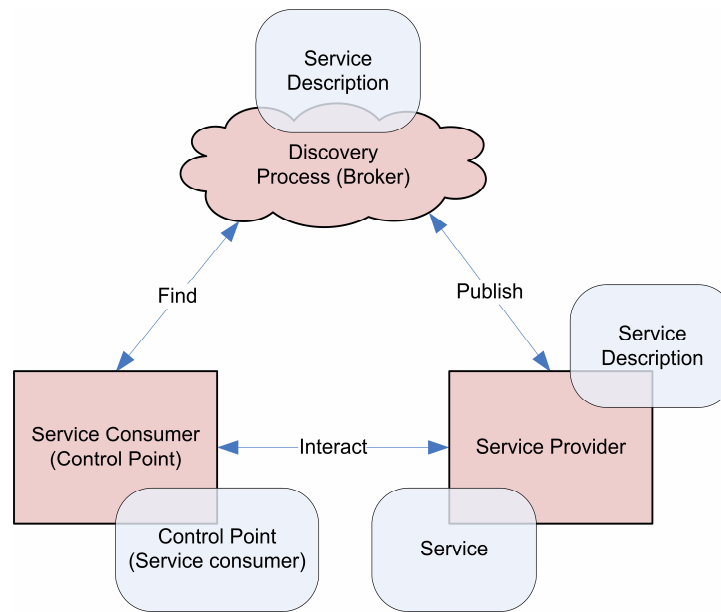 Service
Description
Discovery
Process (Broker)
Find
Publish
Service
Description
Service Consumer
(Control Point)
Interact
Service Provider
Control Point
(Service consumer)
Service